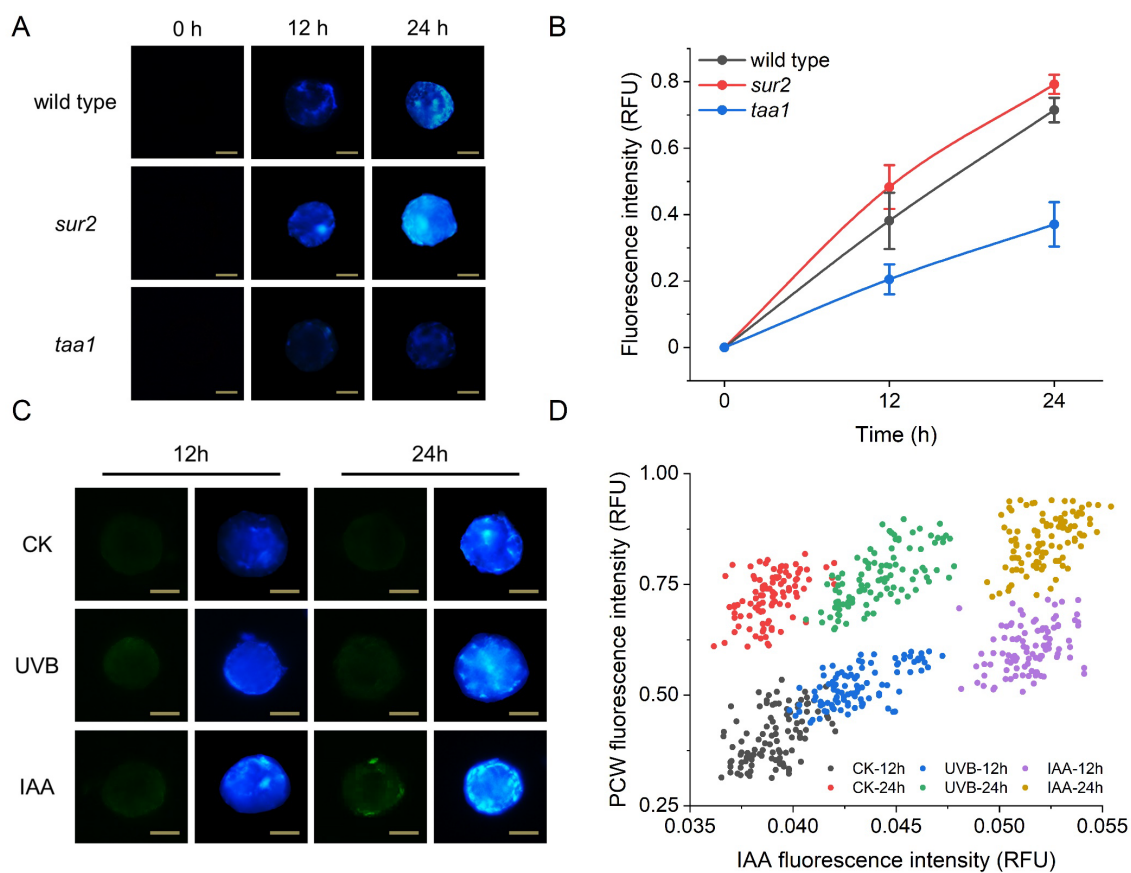 A
0 h 12 h 24 h
wild type
sur2
taa1
B
wild type
sur2
taa1
Fluorescence intensity (RFU)
0.8
0.6
0.4
0.2
0
0 12 24
Time (h)
C
12h 24h
CK
UVB
IAA
D
PCW fluorescence intensity (RFU)
1.00
0.75
0.50
0.25
CK-12h UVB-12h IAA-12h
CK-24h UVB-24h IAA-24h
0.035 0.040 0.045 0.050 0.055
IAA fluorescence intensity (RFU)